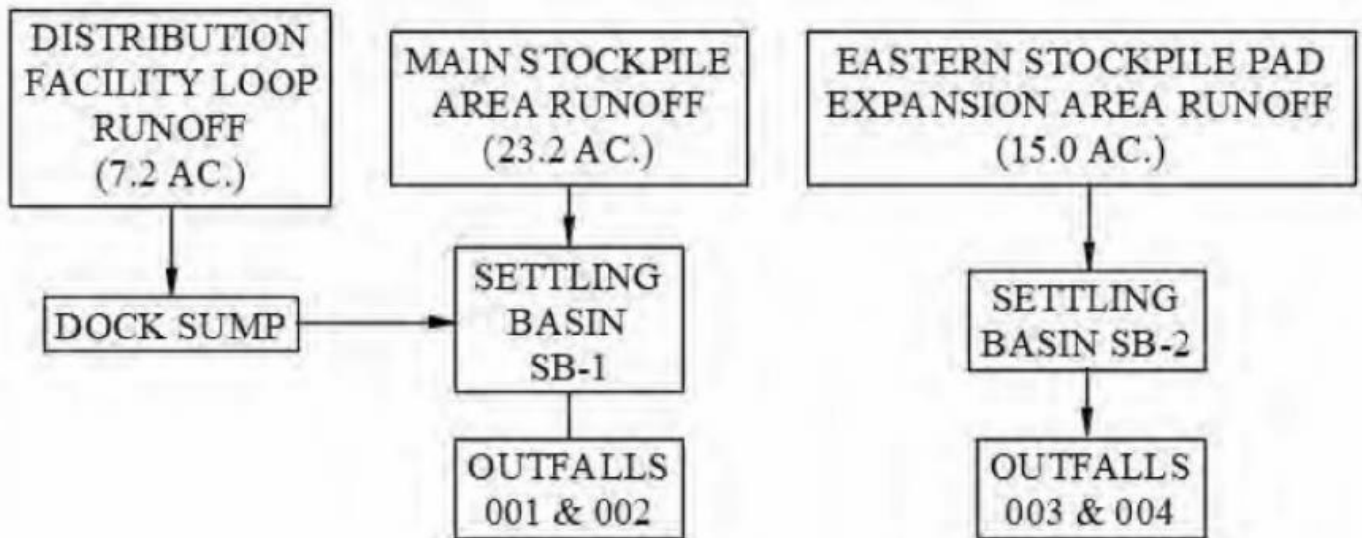 DISTRIBUTION
FACILITY LOOP
RUNOFF
(7.2 AC.)
MAIN STOCKPILE
AREA RUNOFF
(23.2 AC.)
EASTERN STOCKPILE PAD
EXPANSION AREA RUNOFF
(15.0 AC.)
DOCK SUMP
SETTLING
BASIN
SB-1
SETTLING
BASIN SB-2
OUTFALLS
001 & 002
OUTFALLS
003 & 004